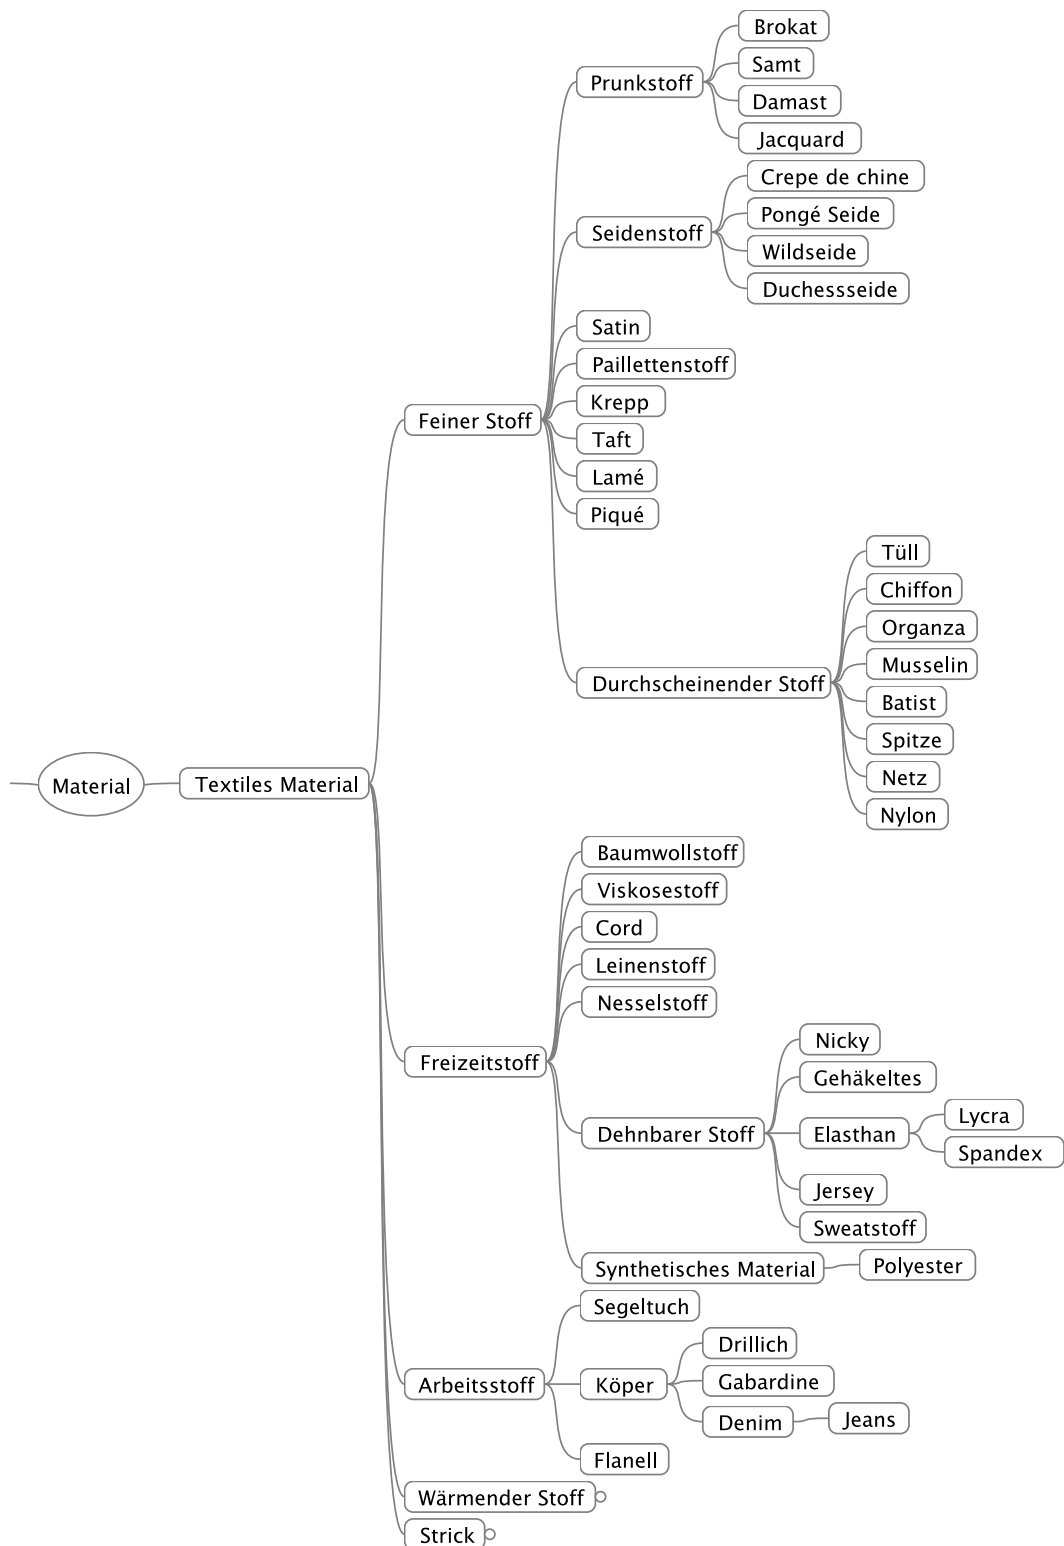 Brokat
Samt
Prunkstoff
Damast
Jacquard
Crepe de chine
Pongé Seide
Seidenstoff
Wildseide
Duchessseide
Satin
Paillettenstoff
Krepp
Feiner Stoff
Taft
Lamé
Piqué
Tüll
Chiffon
Organza
Musselin
Durchscheinender Stoff
Batist
Spitze
Netz
Material
Textiles Material
Nylon
Baumwollstoff
Viskosestoff
Cord
Leinenstoff
Nesselstoff
Nicky
Freizeitstoff
Gehäkeltes
Lycra
Dehnbarer Stoff
Elasthan
Spandex
Jersey
Sweatstoff
Synthetisches Material
Polyester
Segeltuch
Drillich
Arbeitsstoff
Köper
Gabardine
Denim
Jeans
Flanell
Wärmender Stoff
Strick